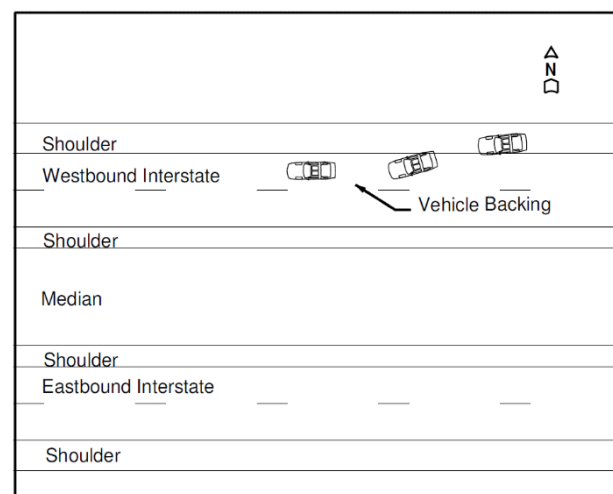 N
Shoulder
Westbound Interstate
Vehicle Backing
Shoulder
Median
Shoulder
Eastbound Interstate
Shoulder